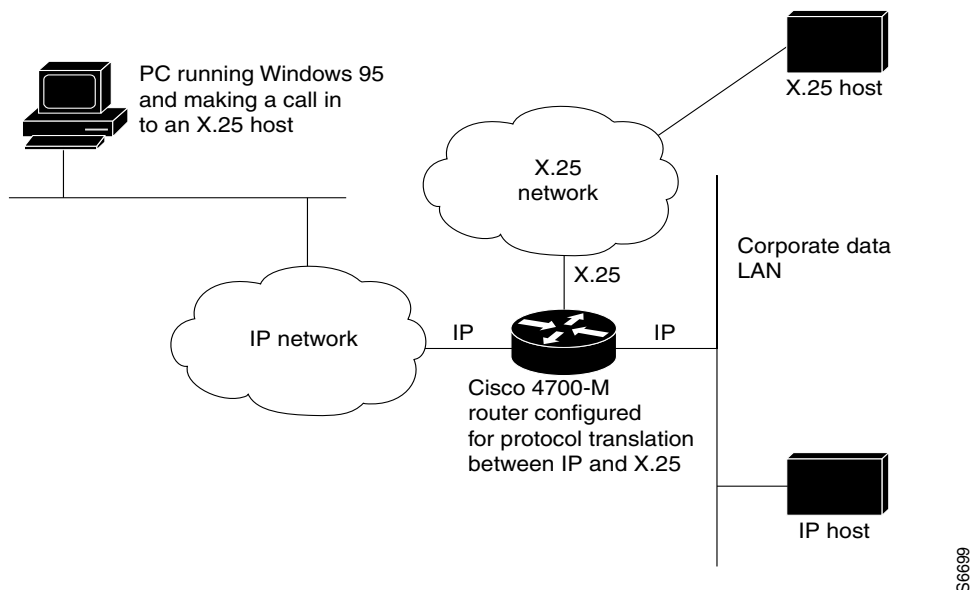 PC running Windows 95
and making a call in
to an X.25 host
X.25 host
X.25
network
Corporate data
LAN
X.25
IP network
IP
IP
Cisco 4700-M
router configured
for protocol translation
between IP and X.25
IP host
S6699